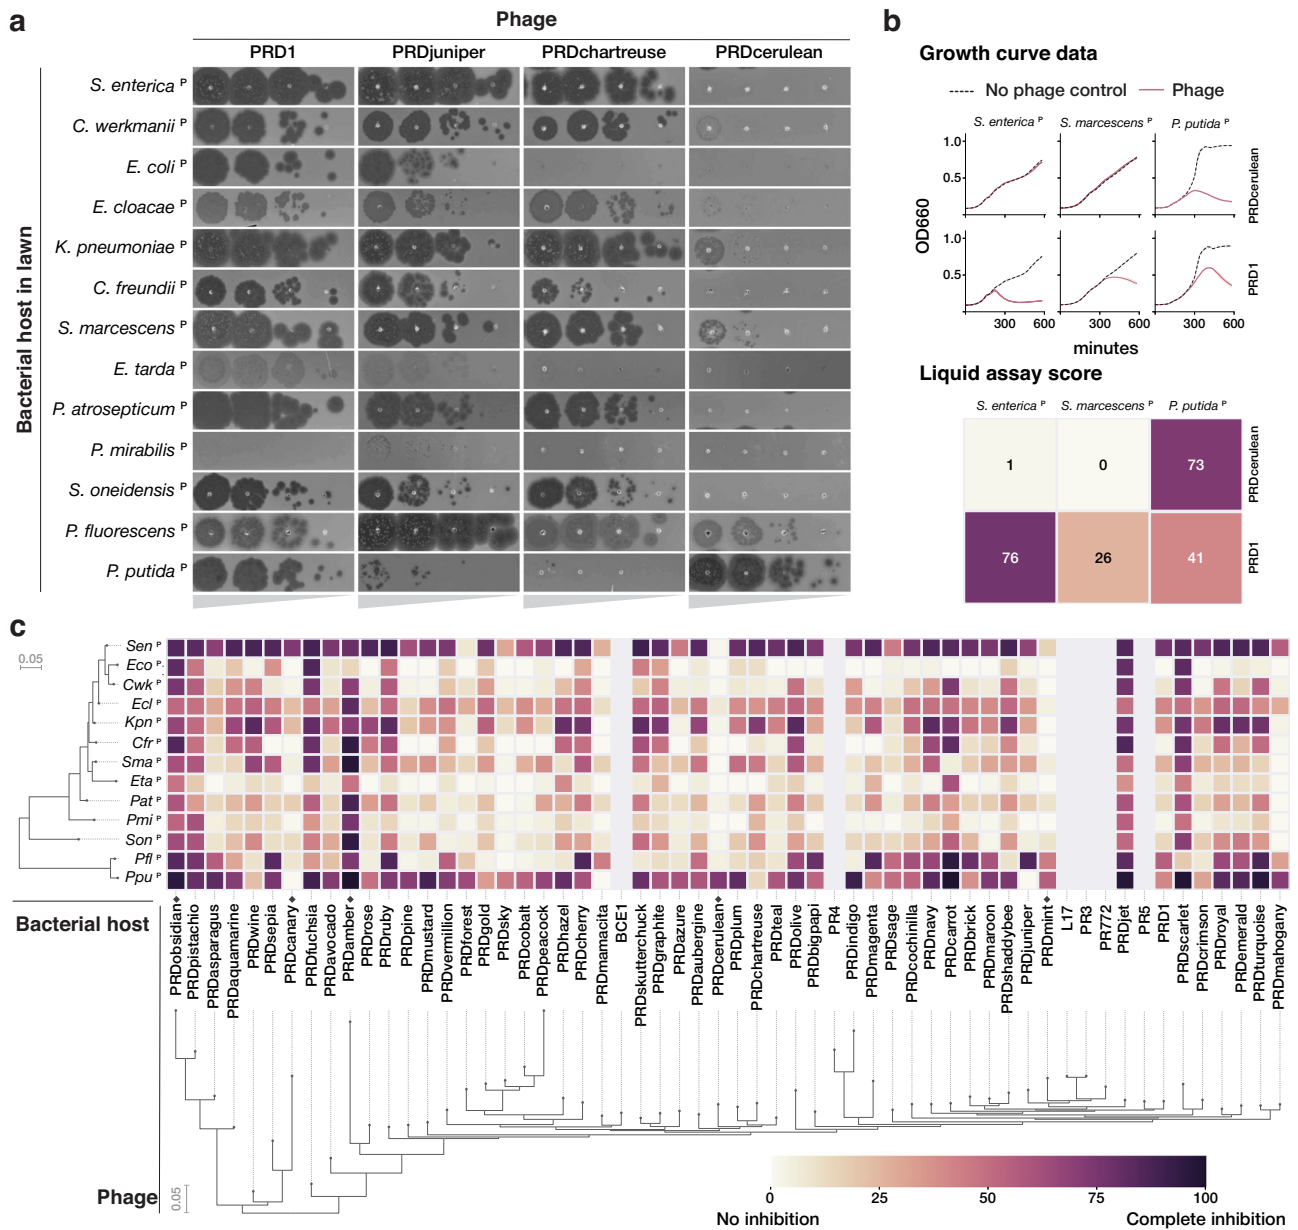 a
Phage
PRD1 PRDjuniper PRDchartreuse PRDcerulean
Bacterial host in lawn
S. enterica P
C. werkmanii P
E. coli P
E. cloacae P
K. pneumoniae P
C. freundii P
S. marcescens P
E. tarda P
P. atrosepticum P
P. mirabilis P
S. oneidensis P
P. fluorescens P
P. putida P
b
Growth curve data
No phage control Phage
S. enterica P S. marcescens P P. putida P
1.0
0.5
PRDcerulean
OD660
1.0
0.5
PRD1
300 600 300 600 300 600
minutes
Liquid assay score
S. enterica P S. marcescens P P. putida P
1 0 73
PRDcerulean
76 26 41
PRD1
c
0.05
Sen P
Eco P
Cwk P
Ecl P
Kpn P
Cfr P
Sma P
Eta P
Pat P
Pmi P
Son P
Pfl P
Ppu P
Bacterial host
PRDobsidian◆
PRDpistachio
PRDasparagus
PRDaquamarine
PRDwine
PRDsepia
PRDcanary◆
PRDfuchsia
PRDavocado
PRDamber◆
PRDrose
PRDruby
PRDpine
PRDmustard
PRDvermillion
PRDforest
PRDgold
PRDsky
PRDcobalt
PRDpeacock
PRDhazel
PRDcherry
PRDmamacita
BCE1
PRDskutterchuck
PRDgraphite
PRDazure
PRDaubergine
PRDcerulean◆
PRDplum
PRDchartreuse
PRDteal
PRDolive
PRDbigpapi
PR4
PRDindigo
PRDmagenta
PRDsage
PRDcochinilla
PRDnavy
PRDcarrot
PRDbrick
PRDmaroon
PRDshaddybee
PRDjuniper
PRDmint◆
L17
PR3
PR772
PRDjet
PR5
PRD1
PRDscarlet
PRDcrimson
PRDroyal
PRDemerald
PRDturquoise
PRDmahogany
Phage
0.05
0 25 50 75 100
No inhibition Complete inhibition